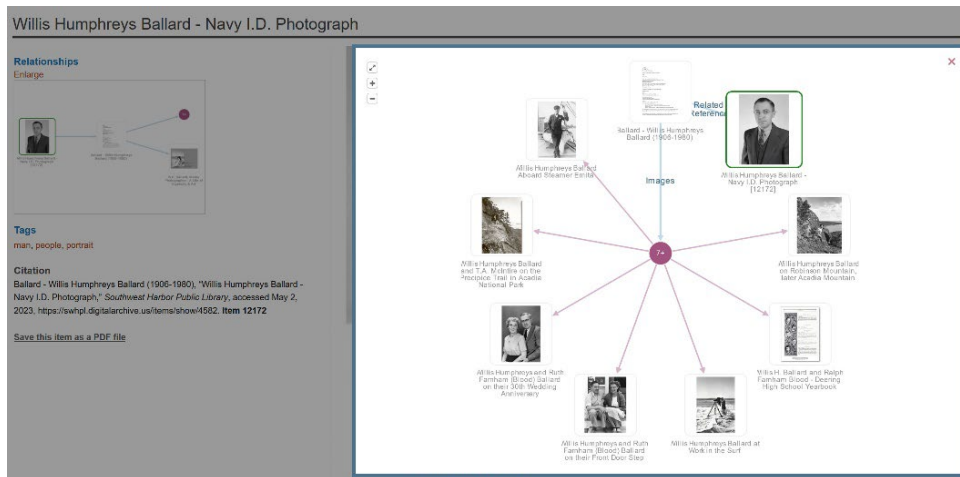 Willis Humphreys Ballard - Navy I.D. Photograph
Relationships
Enlarge
Tags
man, people, portrait
Citation
Ballard - Willis Humphreys Ballard (1906-1980), "Willis Humphreys Ballard -
Navy I.D. Photograph," Southwest Harbor Public Library, accessed May 2,
2023, https://swhpl.digitalarchive.us/items/show/4582. Item 12172
Save this item as a PDF file
Related
Reference
Ballard - Willis Humphreys
Ballard (1906-1980)
Willis Humphreys Ballard -
Navy I.D. Photograph
[12172]
Willis Humphreys Ballard
Aboard Steamer Emita
Images
Willis Humphreys Ballard
and T.A. McIntire on the
Precipice Trail in Acadia
National Park
7+
Willis Humphreys Ballard
on Robinson Mountain,
later Acadia Mountain
Willis Humphreys and Ruth
Farnham (Blood) Ballard
on their 36th Wedding
Anniversary
Willis H. Ballard and Ralph
Farnham Blood - Deering
High School Yearbook
Willis Humphreys and Ruth
Farnham (Blood) Ballard
on their Front Door Step
Willis Humphreys Ballard at
Work in the Surf